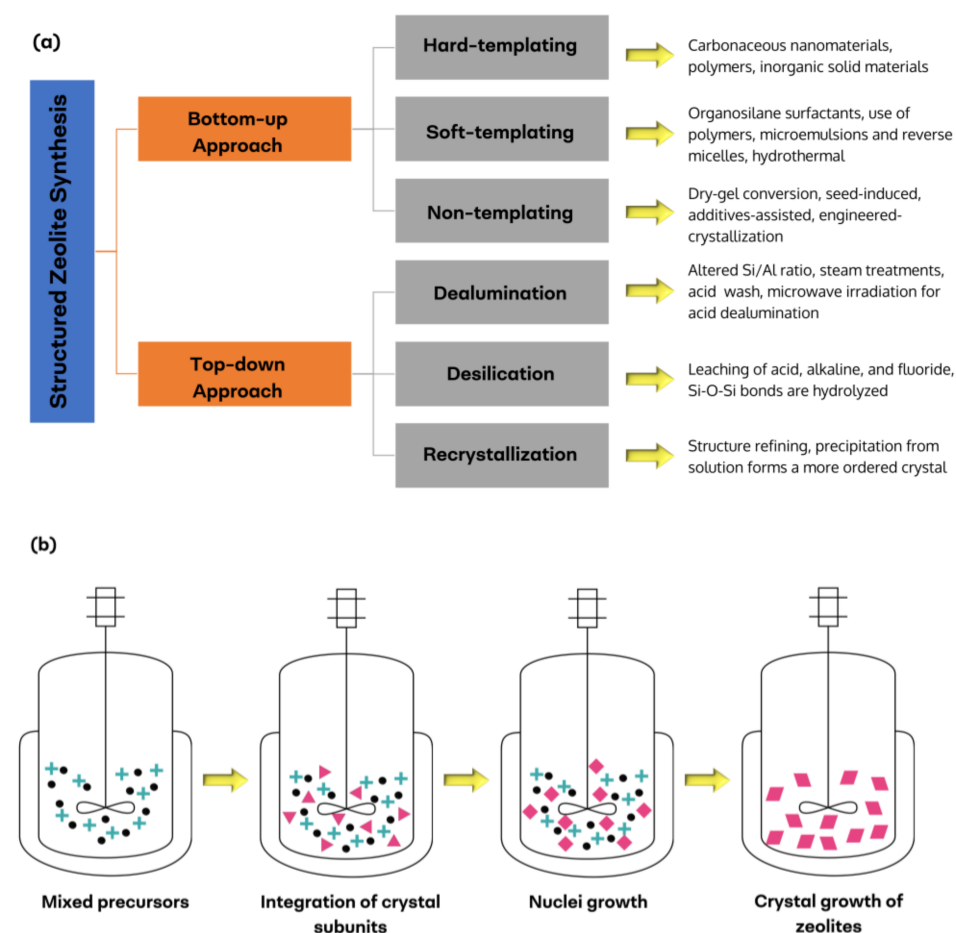 (a)
Structured Zeolite Synthesis
Bottom-up
Approach
Hard-templating
Carbonaceous nanomaterials,
polymers, inorganic solid materials
Soft-templating
Organosilane surfactants, use of
polymers, microemulsions and reverse
micelles, hydrothermal
Non-templating
Dry-gel conversion, seed-induced,
additives-assisted, engineered-
crystallization
Top-down
Approach
Dealumination
Altered Si/Al ratio, steam treatments,
acid wash, microwave irradiation for
acid dealumination
Desilication
Leaching of acid, alkaline, and fluoride,
Si-O-Si bonds are hydrolyzed
Recrystallization
Structure refining, precipitation from
solution forms a more ordered crystal
(b)
Mixed precursors
Integration of crystal
subunits
Nuclei growth
Crystal growth of
zeolites